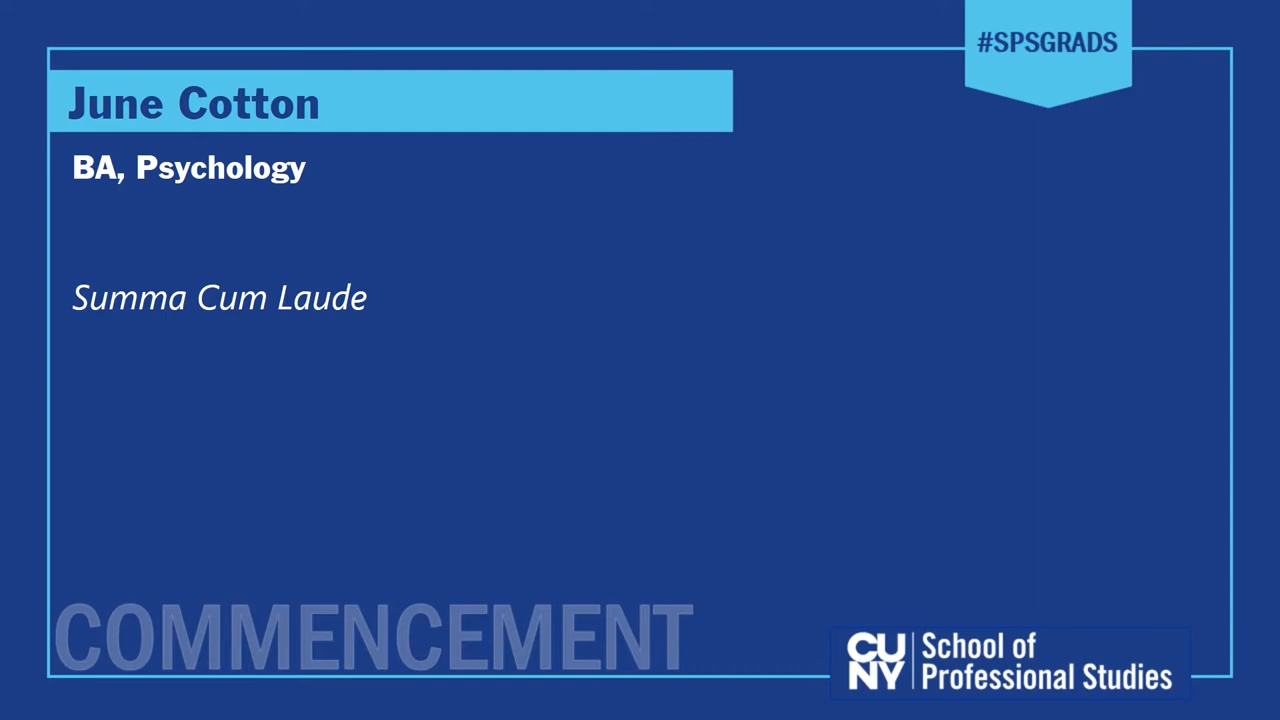 #SPSGRADS
June Cotton
BA, Psychology
Summa Cum Laude
COMMENCEMENT
CU
NY
School of
Professional Studies